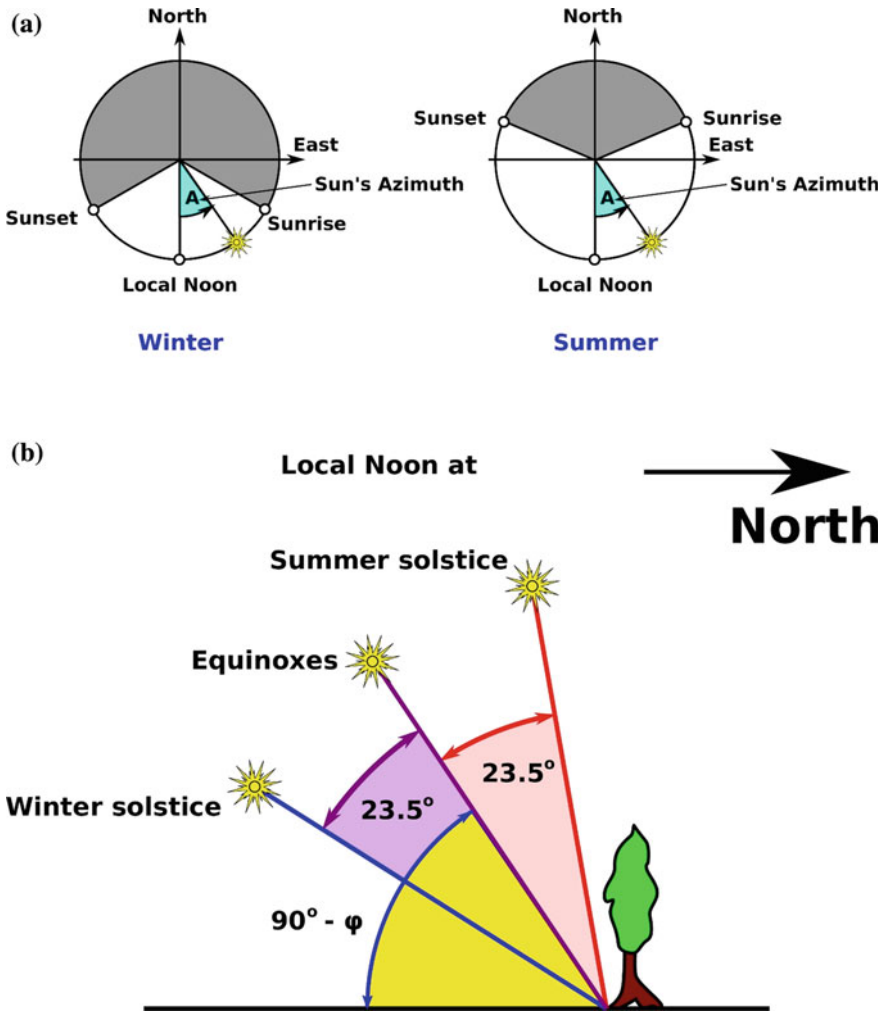 (a)
North
North
Sunset
Sunrise
East
East
A
Sun's Azimuth
A
Sun's Azimuth
Sunset
Sunrise
Local Noon
Local Noon
Winter
Summer
(b)
Local Noon at
North
Summer solstice
Equinoxes
23.5°
Winter solstice
23.5°
90° - φ